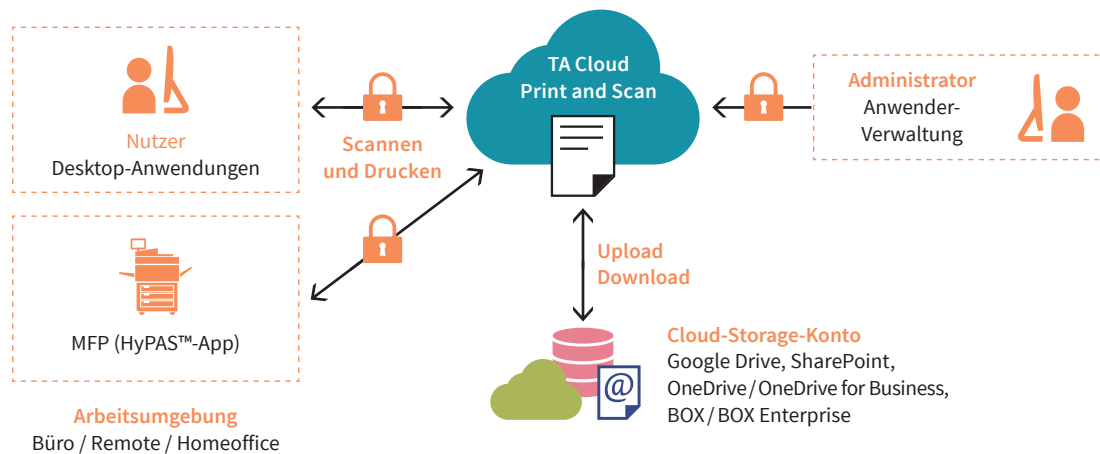 TA Cloud
Print and Scan
Nutzer
Desktop-Anwendungen
Scannen
und Drucken
Administrator
Anwender-
Verwaltung
MFP (HyPAS™-App)
Upload
Download
Arbeitsumgebung
Büro / Remote / Homeoffice
@
Cloud-Storage-Konto
Google Drive, SharePoint,
OneDrive / OneDrive for Business,
BOX / BOX Enterprise